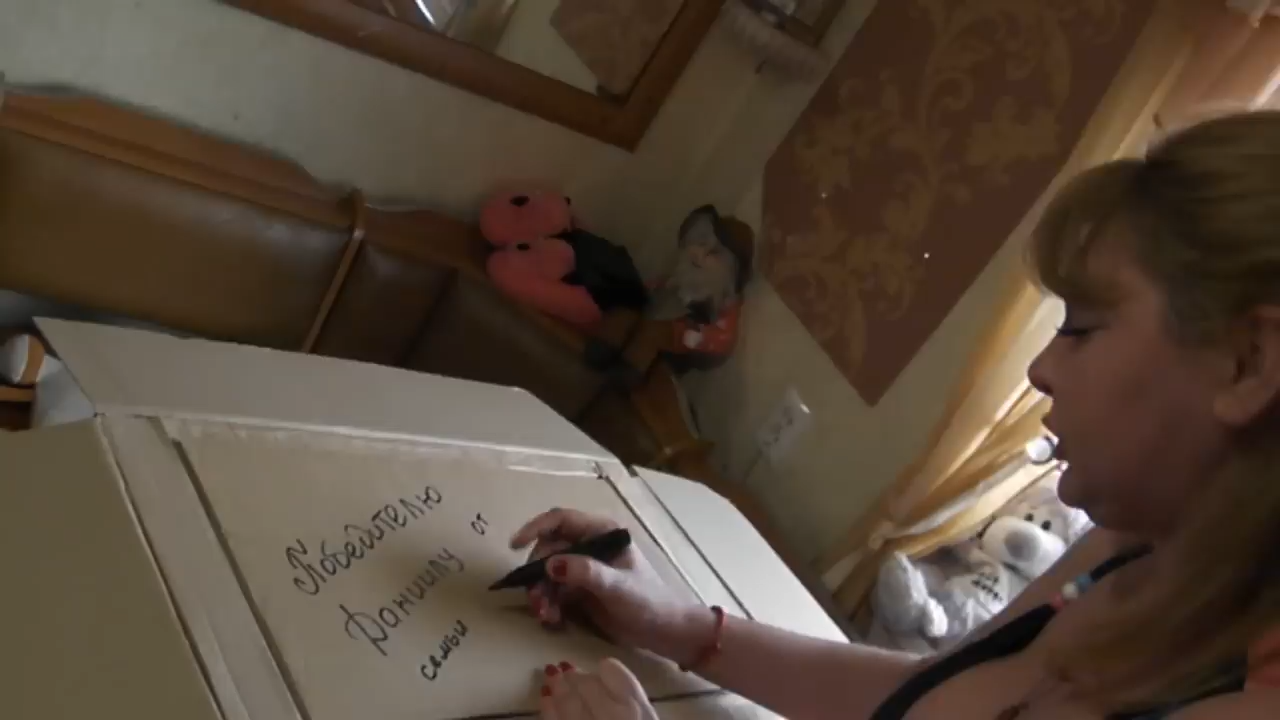 Победителю
Даниилу от
семьи